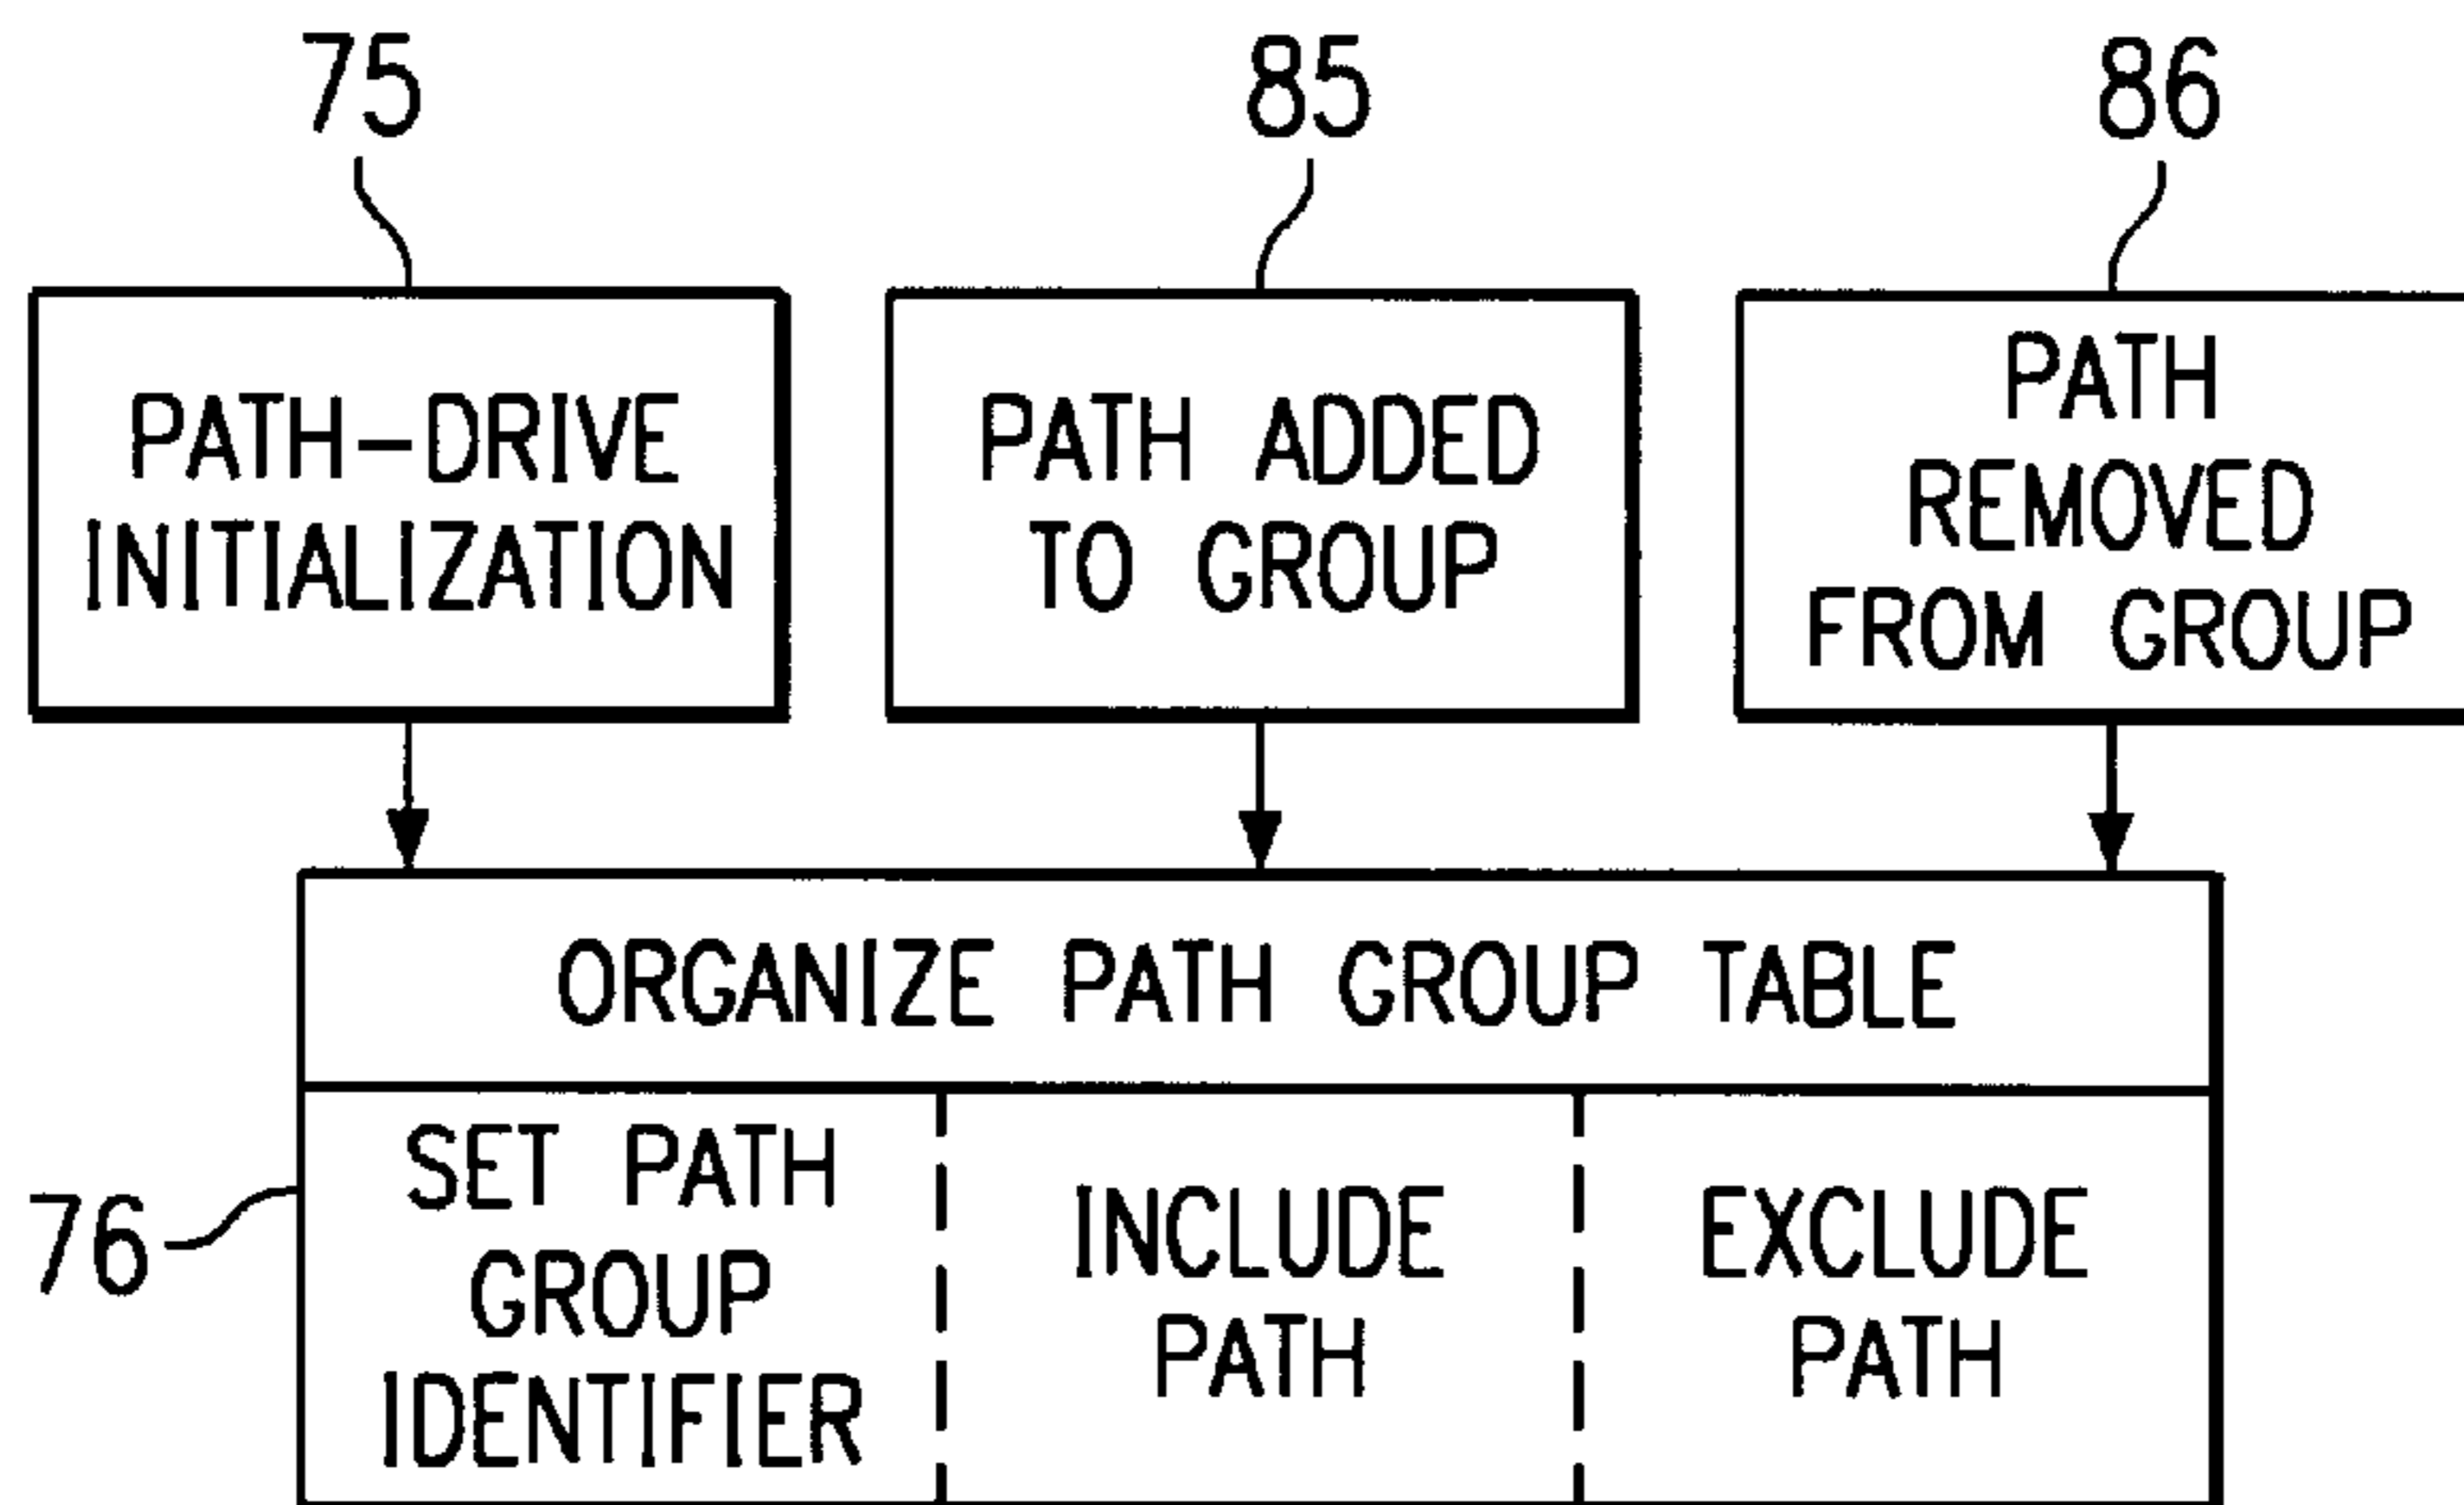 75
85
86
PATH-DRIVE
INITIALIZATION
PATH ADDED
TO GROUP
PATH
REMOVED
FROM GROUP
ORGANIZE PATH GROUP TABLE
76
SET PATH
GROUP
IDENTIFIER
INCLUDE
PATH
EXCLUDE
PATH